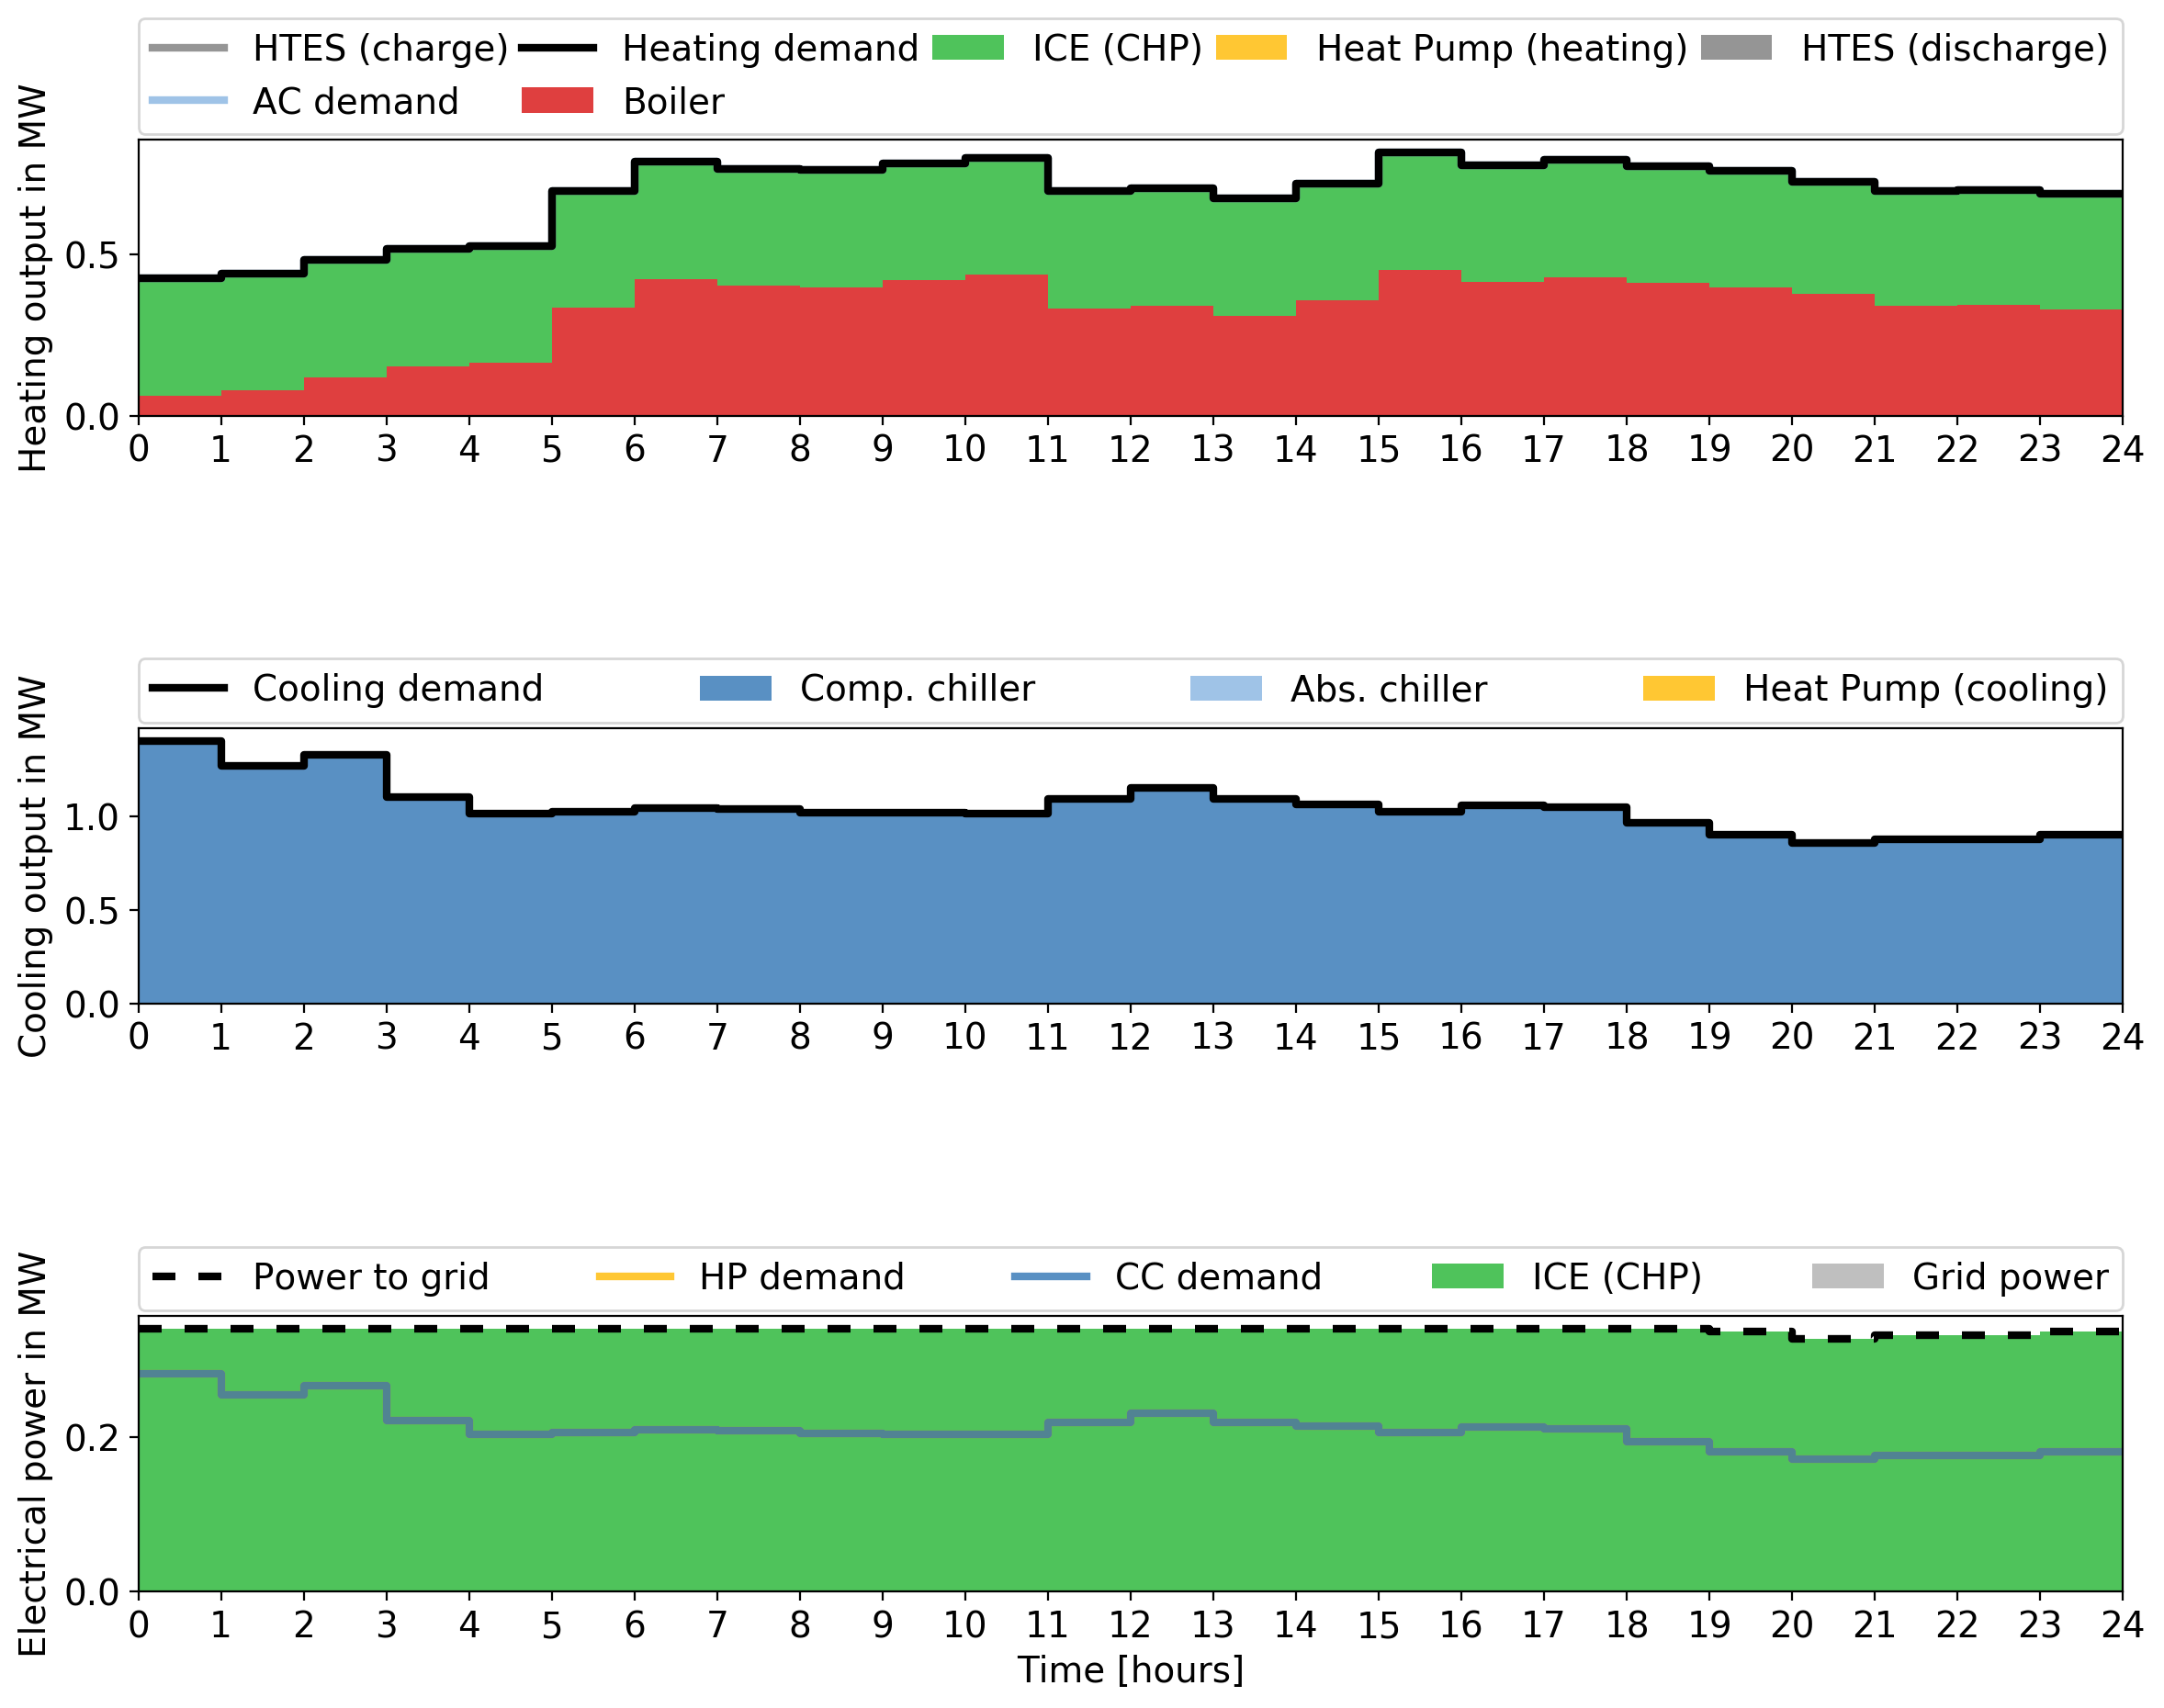 HTES (charge) Heating demand ICE (CHP) Heat Pump (heating) HTES (discharge)
AC demand Boiler
Heating output in MW
0.5
0.0
0 1 2 3 4 5 6 7 8 9 10 11 12 13 14 15 16 17 18 19 20 21 22 23 24
Cooling demand Comp. chiller Abs. chiller Heat Pump (cooling)
Cooling output in MW
1.0
0.5
0.0
0 1 2 3 4 5 6 7 8 9 10 11 12 13 14 15 16 17 18 19 20 21 22 23 24
Power to grid HP demand CC demand ICE (CHP) Grid power
Electrical power in MW
0.2
0.0
0 1 2 3 4 5 6 7 8 9 10 11 12 13 14 15 16 17 18 19 20 21 22 23 24
Time [hours]